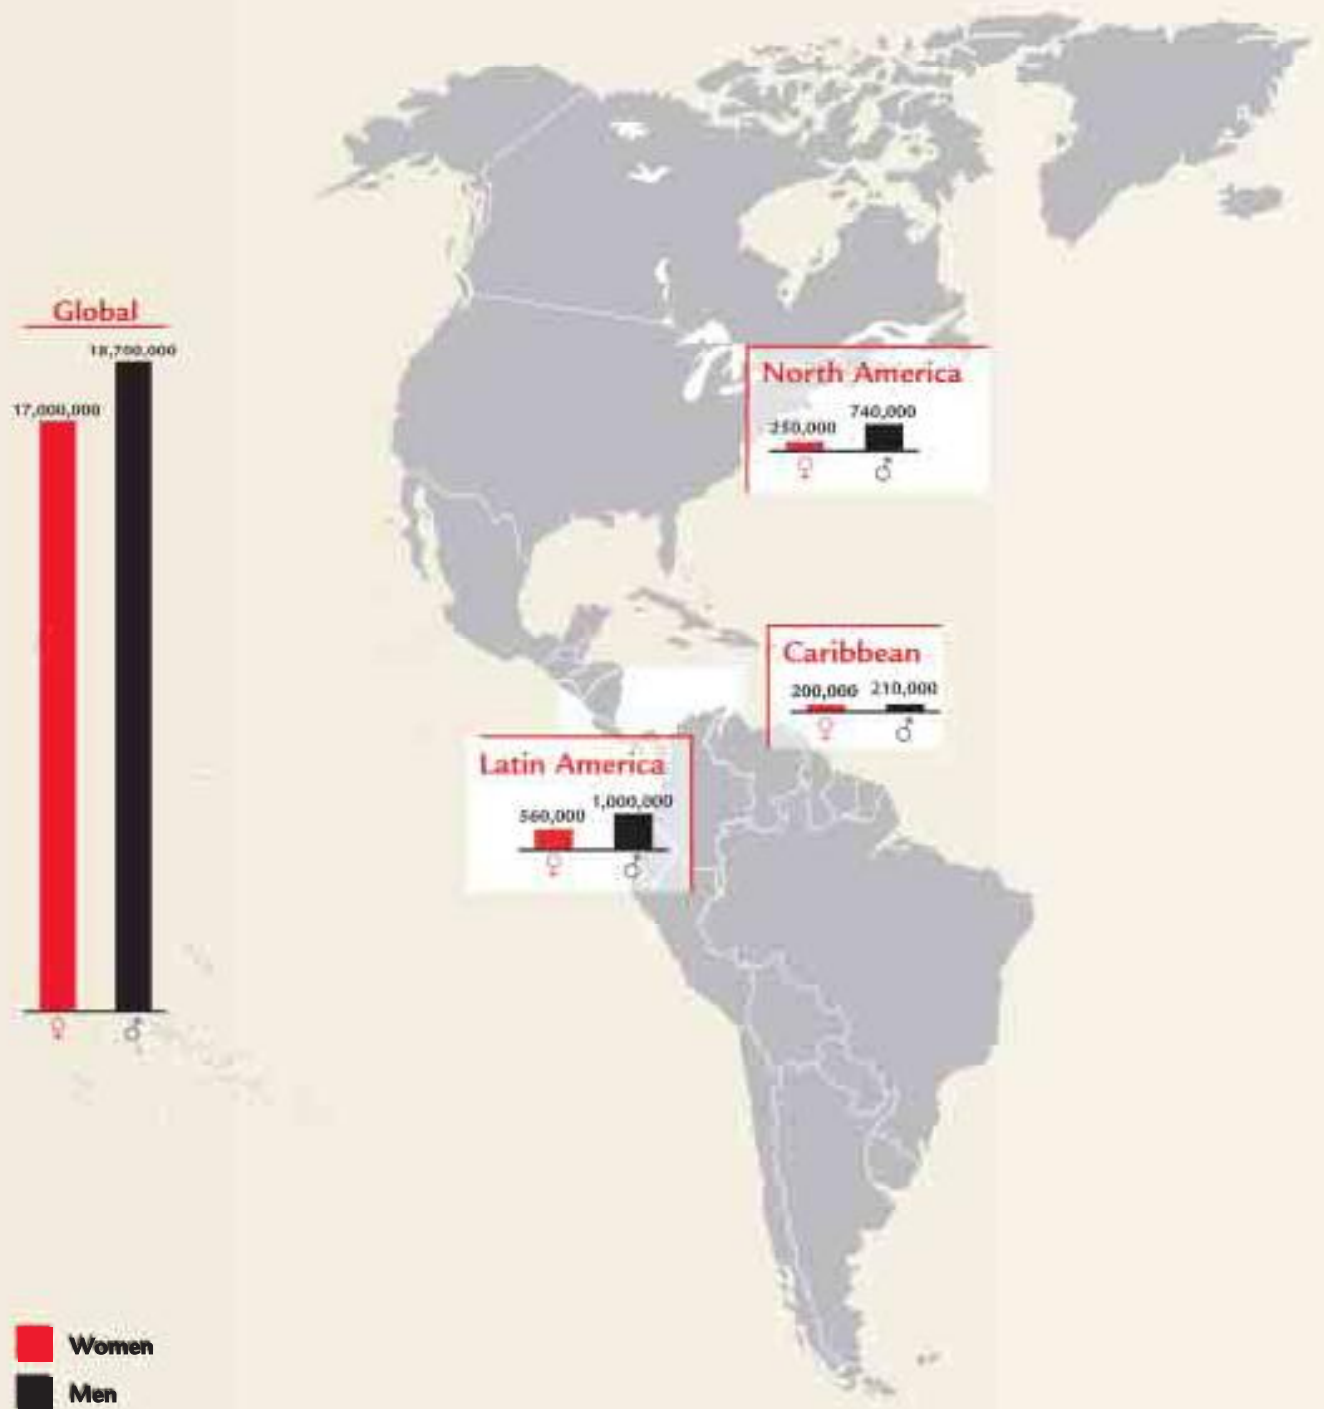 Global
18,700,000
17,000,000
♀ ♂
North America
740,000
250,000
♀ ♂
Caribbean
200,000 210,000
♀ ♂
Latin America
1,000,000
560,000
♀ ♂
Women
Men